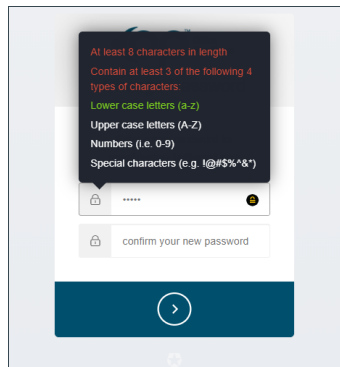 At least 8 characters in length
Contain at least 3 of the following 4
types of characters:
Lower case letters (a-z)
Upper case letters (A-Z)
Numbers (i.e. 0-9)
Special characters (e.g. !@#$%^&*)
•••••
confirm your new password